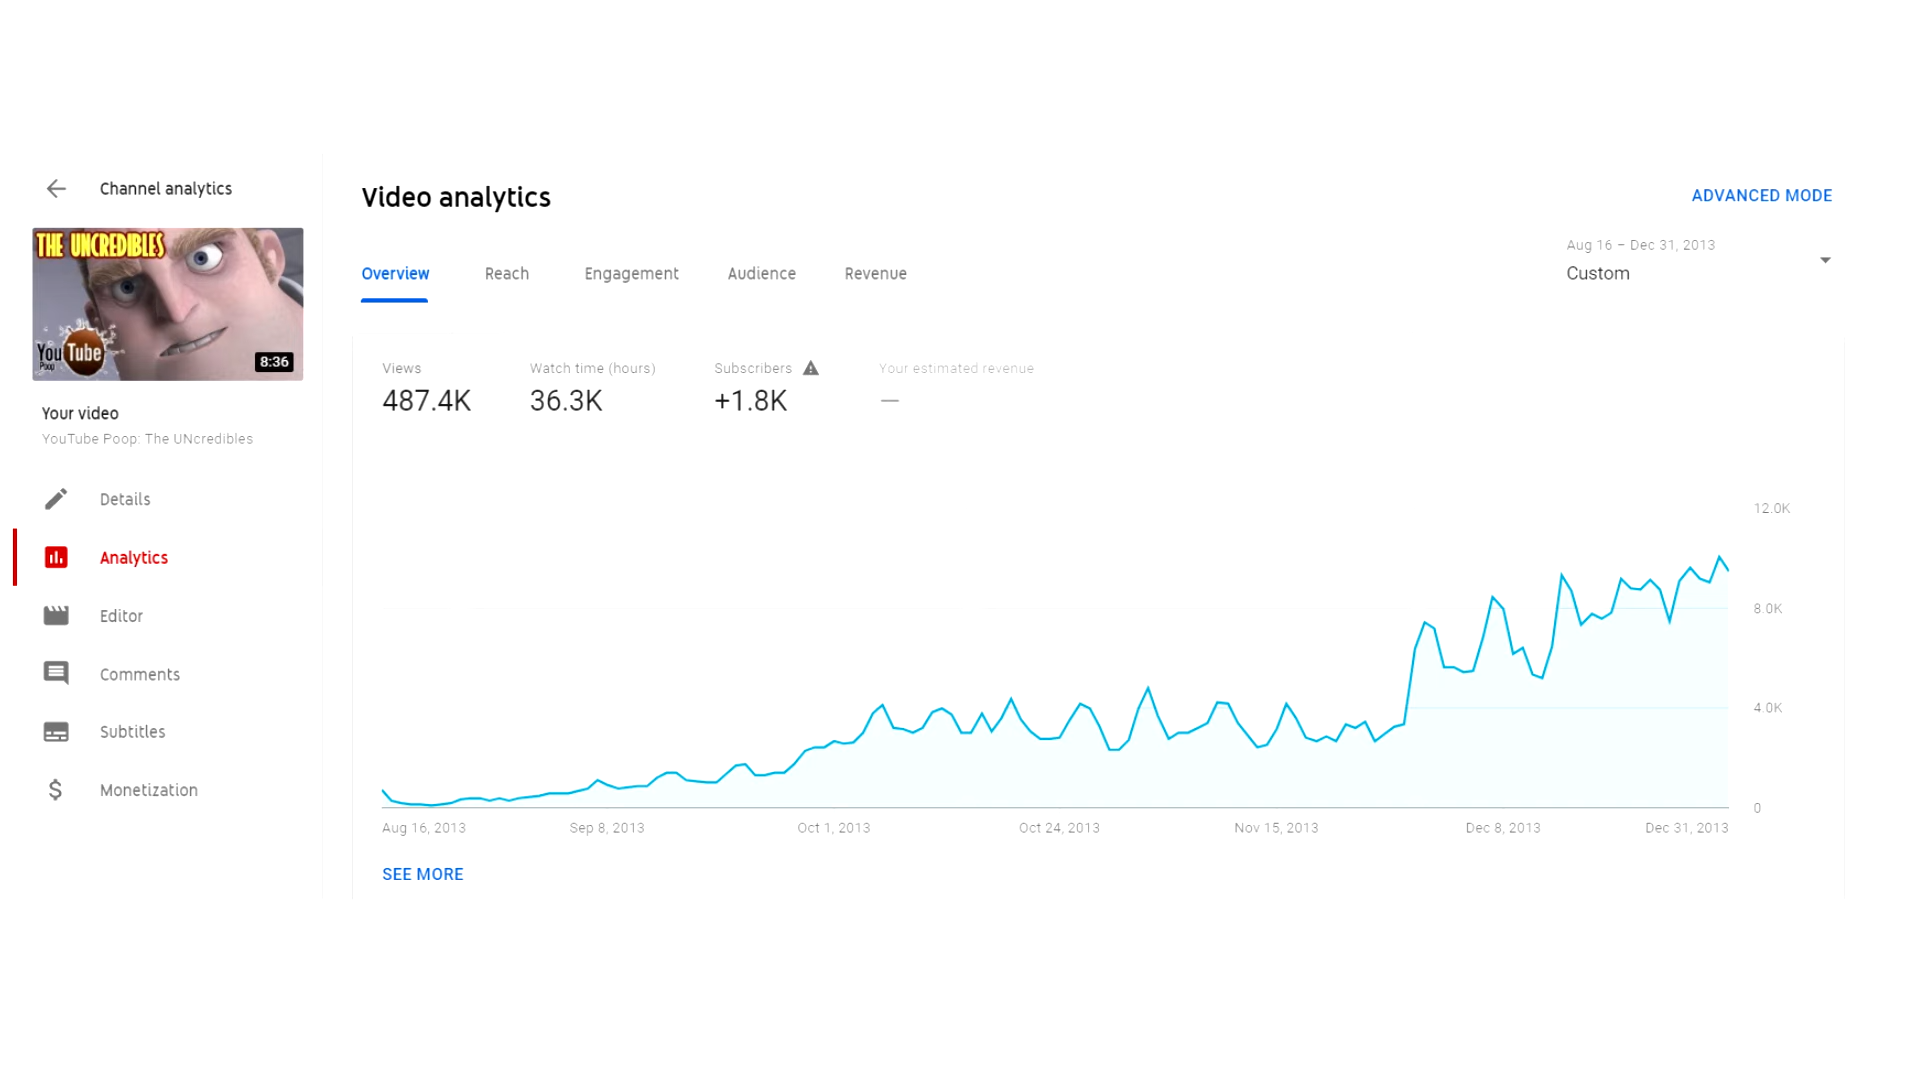 Channel analytics
THE UNCREDIBLES
You Tube
Poop
8:36
Your video
YouTube Poop: The UNcredibles
Details
Analytics
Editor
Comments
Subtitles
Monetization
Video analytics
ADVANCED MODE
Overview
Reach
Engagement
Audience
Revenue
Aug 16 – Dec 31, 2013
Custom
Views
487.4K
Watch time (hours)
36.3K
Subscribers
+1.8K
Your estimated revenue
—
12.0K
8.0K
4.0K
0
Aug 16, 2013
Sep 8, 2013
Oct 1, 2013
Oct 24, 2013
Nov 15, 2013
Dec 8, 2013
Dec 31, 2013
SEE MORE